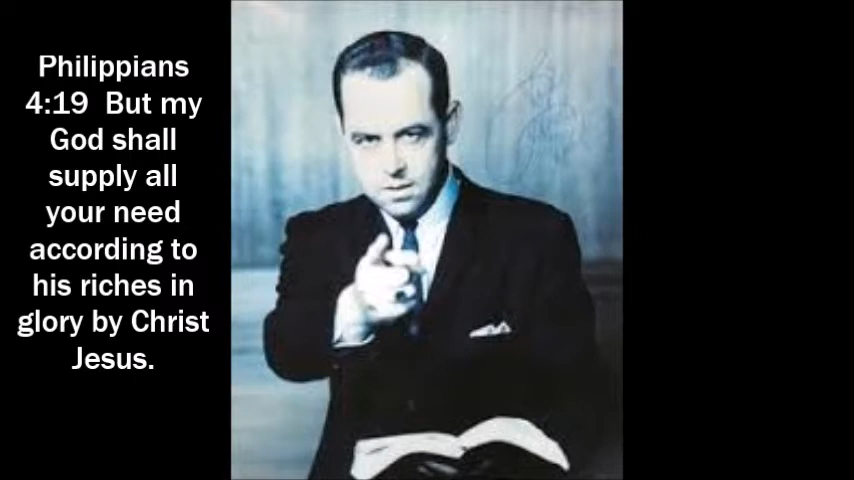 Philippians
4:19  But my
God shall
supply all
your need
according to
his riches in
glory by Christ
Jesus.